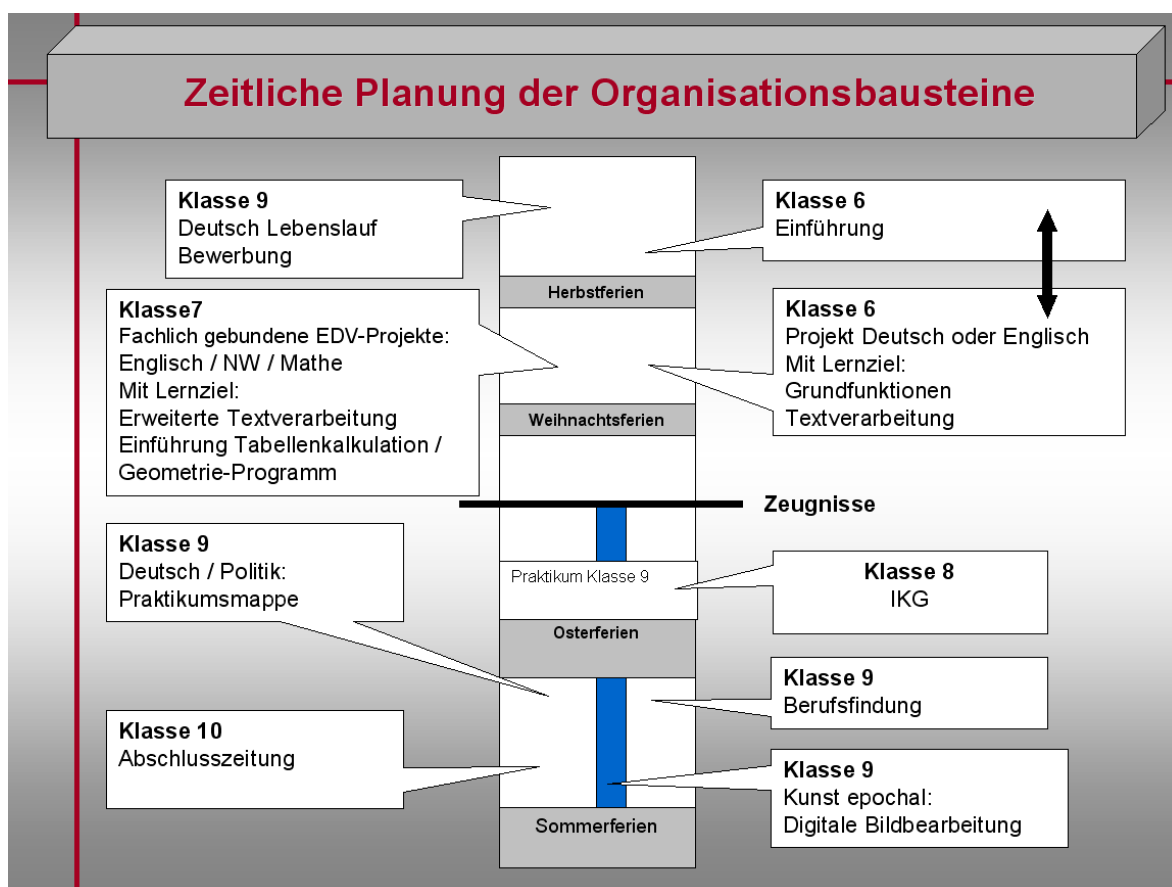 Zeitliche Planung der Organisationsbausteine
Klasse 9
Deutsch Lebenslauf
Bewerbung
Klasse 6
Einführung
Herbstferien
Klasse7
Fachlich gebundene EDV-Projekte:
Englisch / NW / Mathe
Mit Lernziel:
Erweiterte Textverarbeitung
Einführung Tabellenkalkulation /
Geometrie-Programm
Klasse 6
Projekt Deutsch oder Englisch
Mit Lernziel:
Grundfunktionen
Textverarbeitung
Weihnachtsferien
Zeugnisse
Klasse 9
Deutsch / Politik:
Praktikumsmappe
Praktikum Klasse 9
Klasse 8
IKG
Osterferien
Klasse 9
Berufsfindung
Klasse 10
Abschlusszeitung
Klasse 9
Kunst epochal:
Digitale Bildbearbeitung
Sommerferien